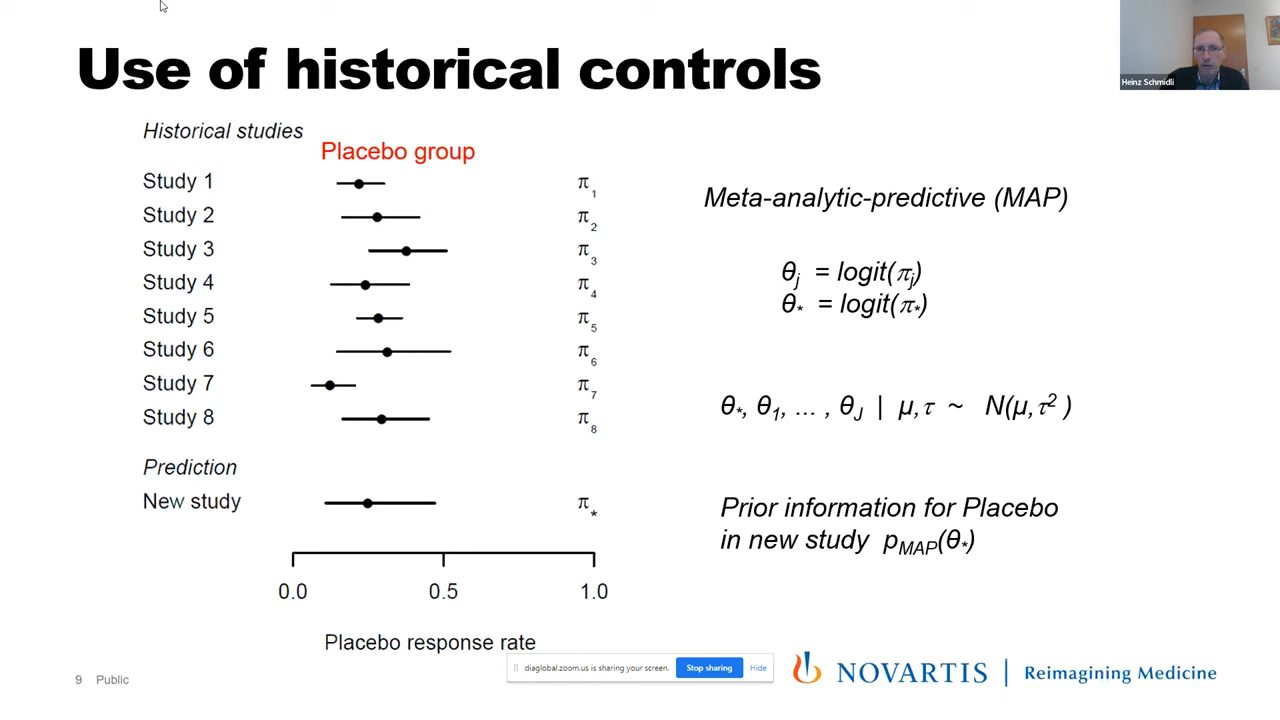 Use of historical controls
Heinz Schmidli
Historical studies
Placebo group
Study 1 π1
Study 2 π2
Study 3 π3
Study 4 π4
Study 5 π5
Study 6 π6
Study 7 π7
Study 8 π8
Prediction
New study π*
0.0 0.5 1.0
Placebo response rate
Meta-analytic-predictive (MAP)
θj = logit(πj)
θ* = logit(π*)
θ*, θ1, ... , θJ | μ,τ ~ N(μ,τ2 )
Prior information for Placebo
in new study pMAP(θ*)
diaglobal.zoom.us is sharing your screen. Stop sharing Hide
9 Public
NOVARTIS | Reimagining Medicine